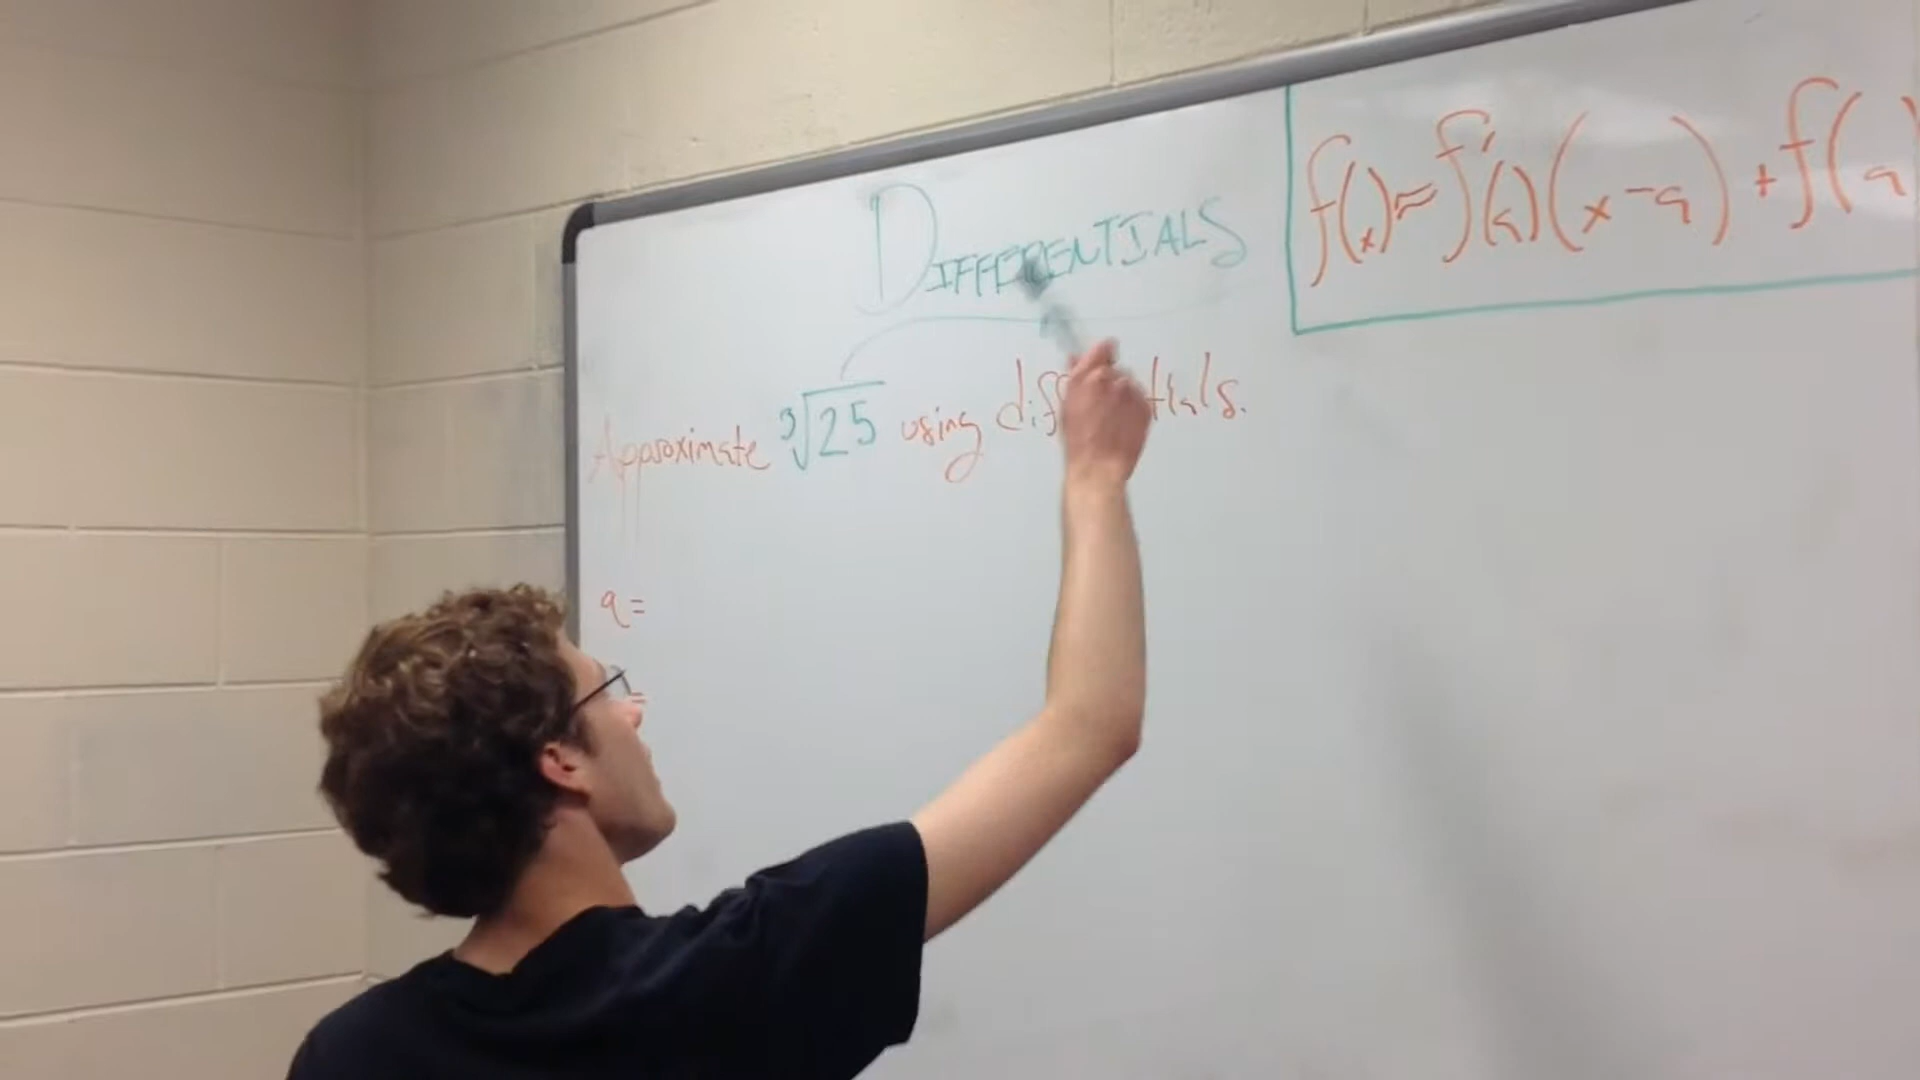 DIFFERENTIALS
f(x)≈f'(a)(x-a)+f(a)
Approximate ∛25 using differentials.
a=
=